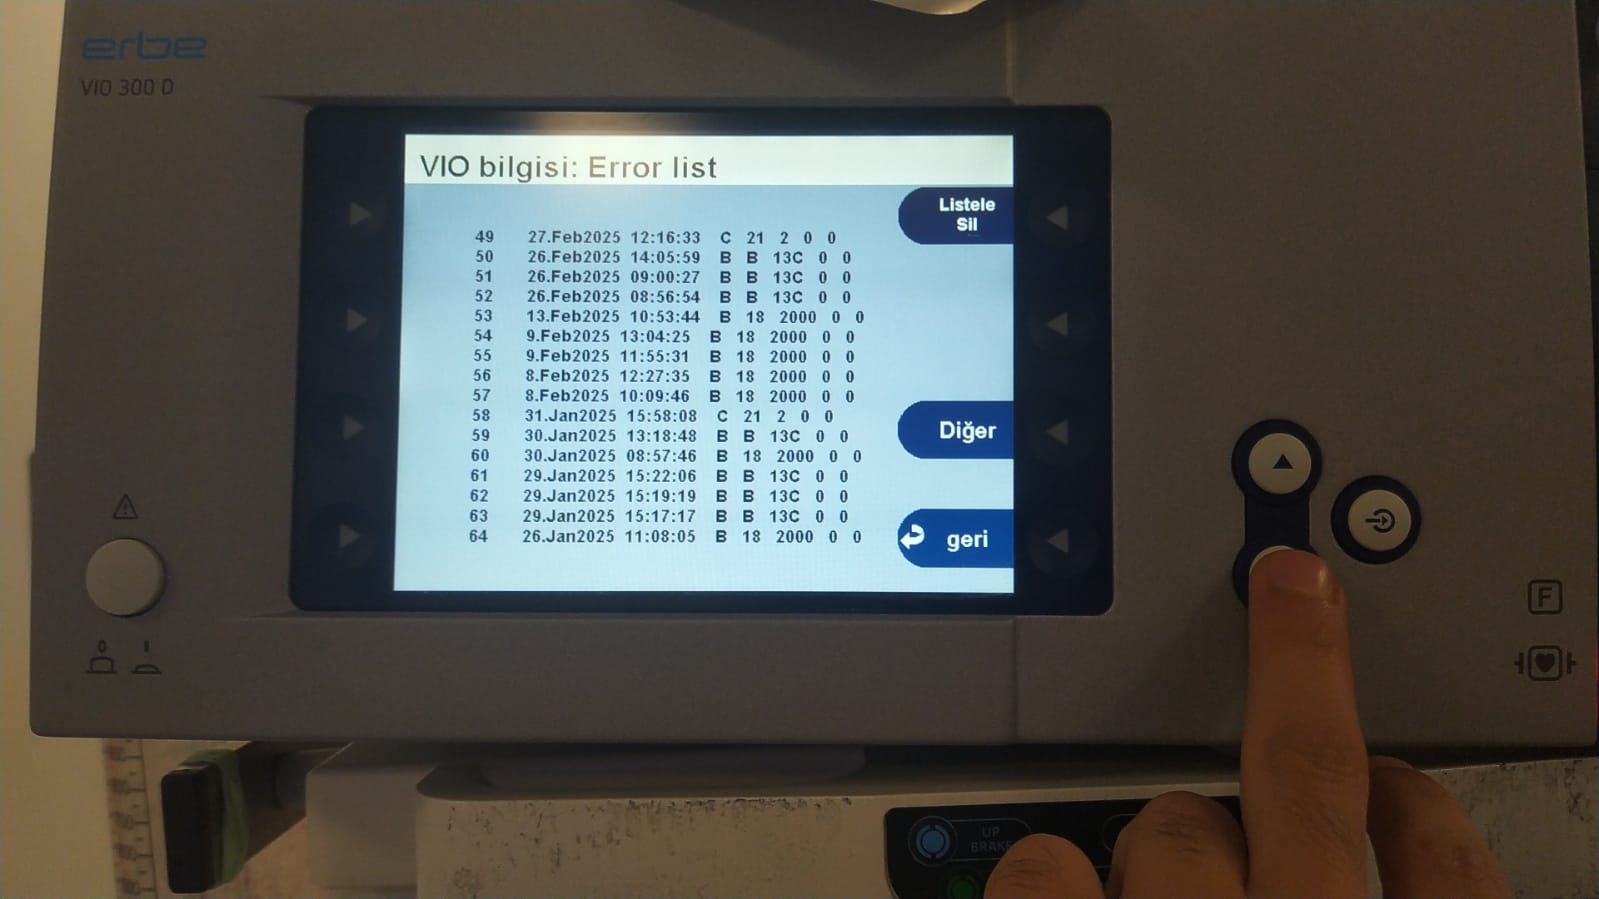 erbe
VIO 300 D
VIO bilgisi: Error list
Listele
Sil
49 27.Feb2025 12:16:33 C 21 2 0 0
50 26.Feb2025 14:05:59 B B 13C 0 0
51 26.Feb2025 09:00:27 B B 13C 0 0
52 26.Feb2025 08:56:54 B B 13C 0 0
53 13.Feb2025 10:53:44 B 18 2000 0 0
54 9.Feb2025 13:04:25 B 18 2000 0 0
55 9.Feb2025 11:55:31 B 18 2000 0 0
56 8.Feb2025 12:27:35 B 18 2000 0 0
57 8.Feb2025 10:09:46 B 18 2000 0 0
58 31.Jan2025 15:58:08 C 21 2 0 0
59 30.Jan2025 13:18:48 B B 13C 0 0
60 30.Jan2025 08:57:46 B 18 2000 0 0
61 29.Jan2025 15:22:06 B B 13C 0 0
62 29.Jan2025 15:19:19 B B 13C 0 0
63 29.Jan2025 15:17:17 B B 13C 0 0
64 26.Jan2025 11:08:05 B 18 2000 0 0
Diğer
geri
0 I
F
UP